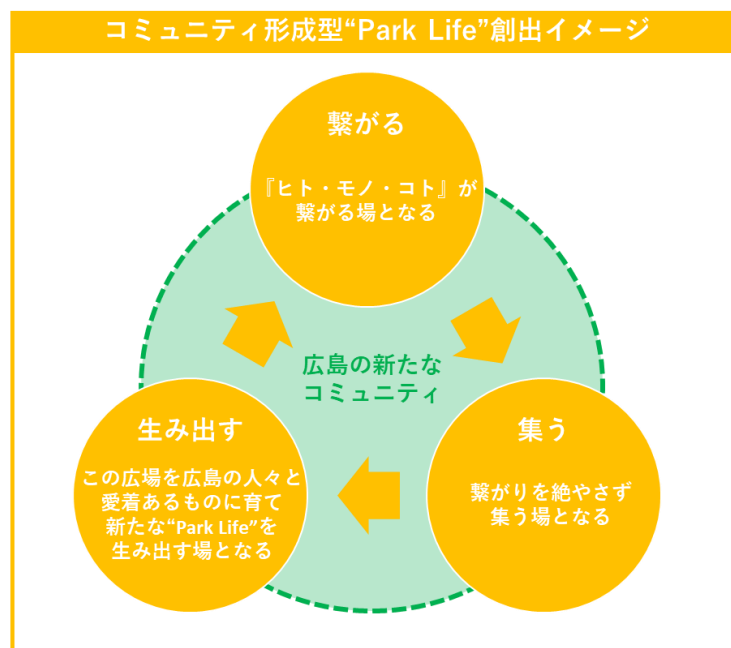 コミュニティ形成型“Park Life”創出イメージ
繋がる
『ヒト・モノ・コト』が
繋がる場となる
広島の新たな
コミュニティ
生み出す
この広場を広島の人々と
愛着あるものに育て
新たな“Park Life”を
生み出す場となる
集う
繋がりを絶やさず
集う場となる